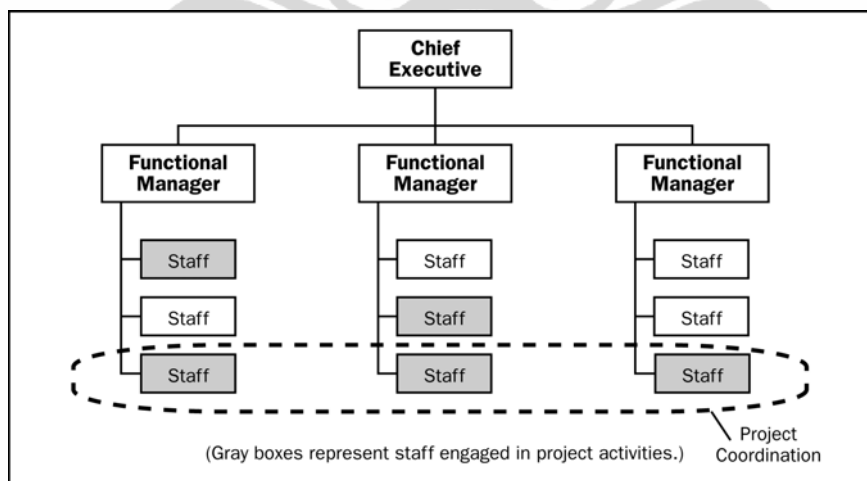 Chief
Executive
Functional
Manager
Functional
Manager
Functional
Manager
Staff
Staff
Staff
Staff
Staff
Staff
Staff
Staff
Staff
(Gray boxes represent staff engaged in project activities.)
Project
Coordination